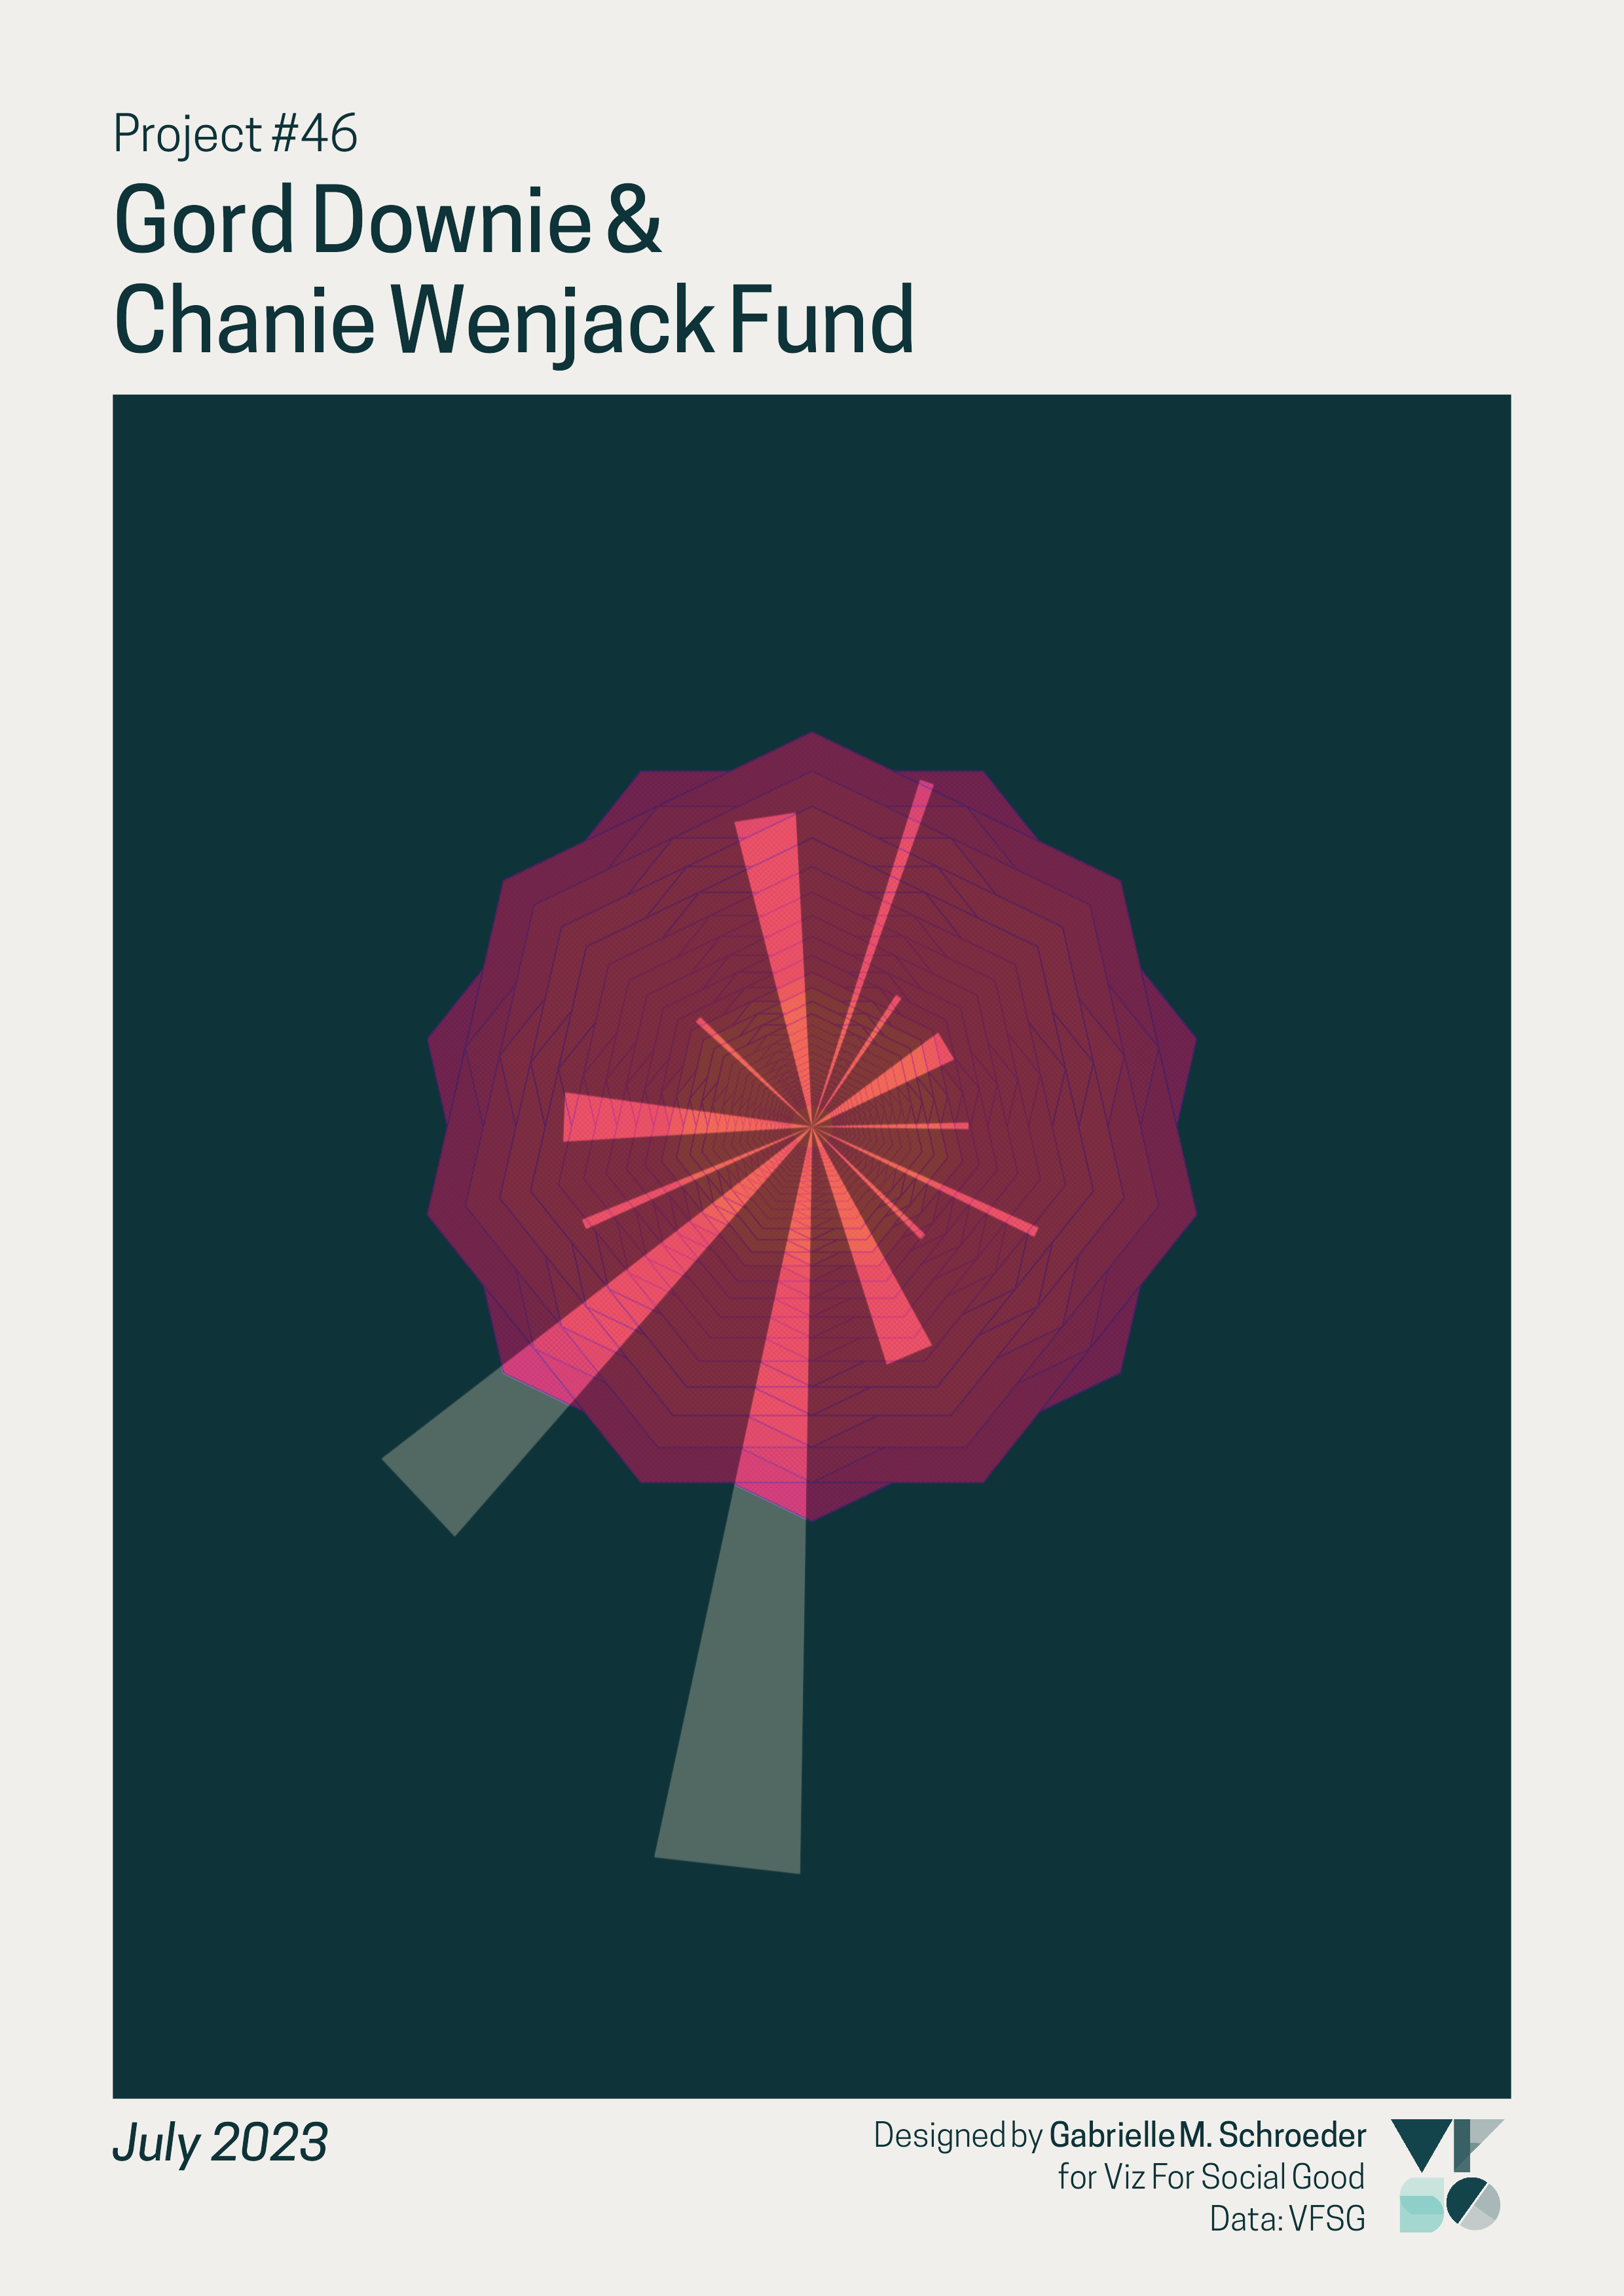 Project #46
Gord Downie &
Chanie Wenjack Fund
July 2023
Designed by Gabrielle M. Schroeder
for Viz For Social Good
Data: VFSG